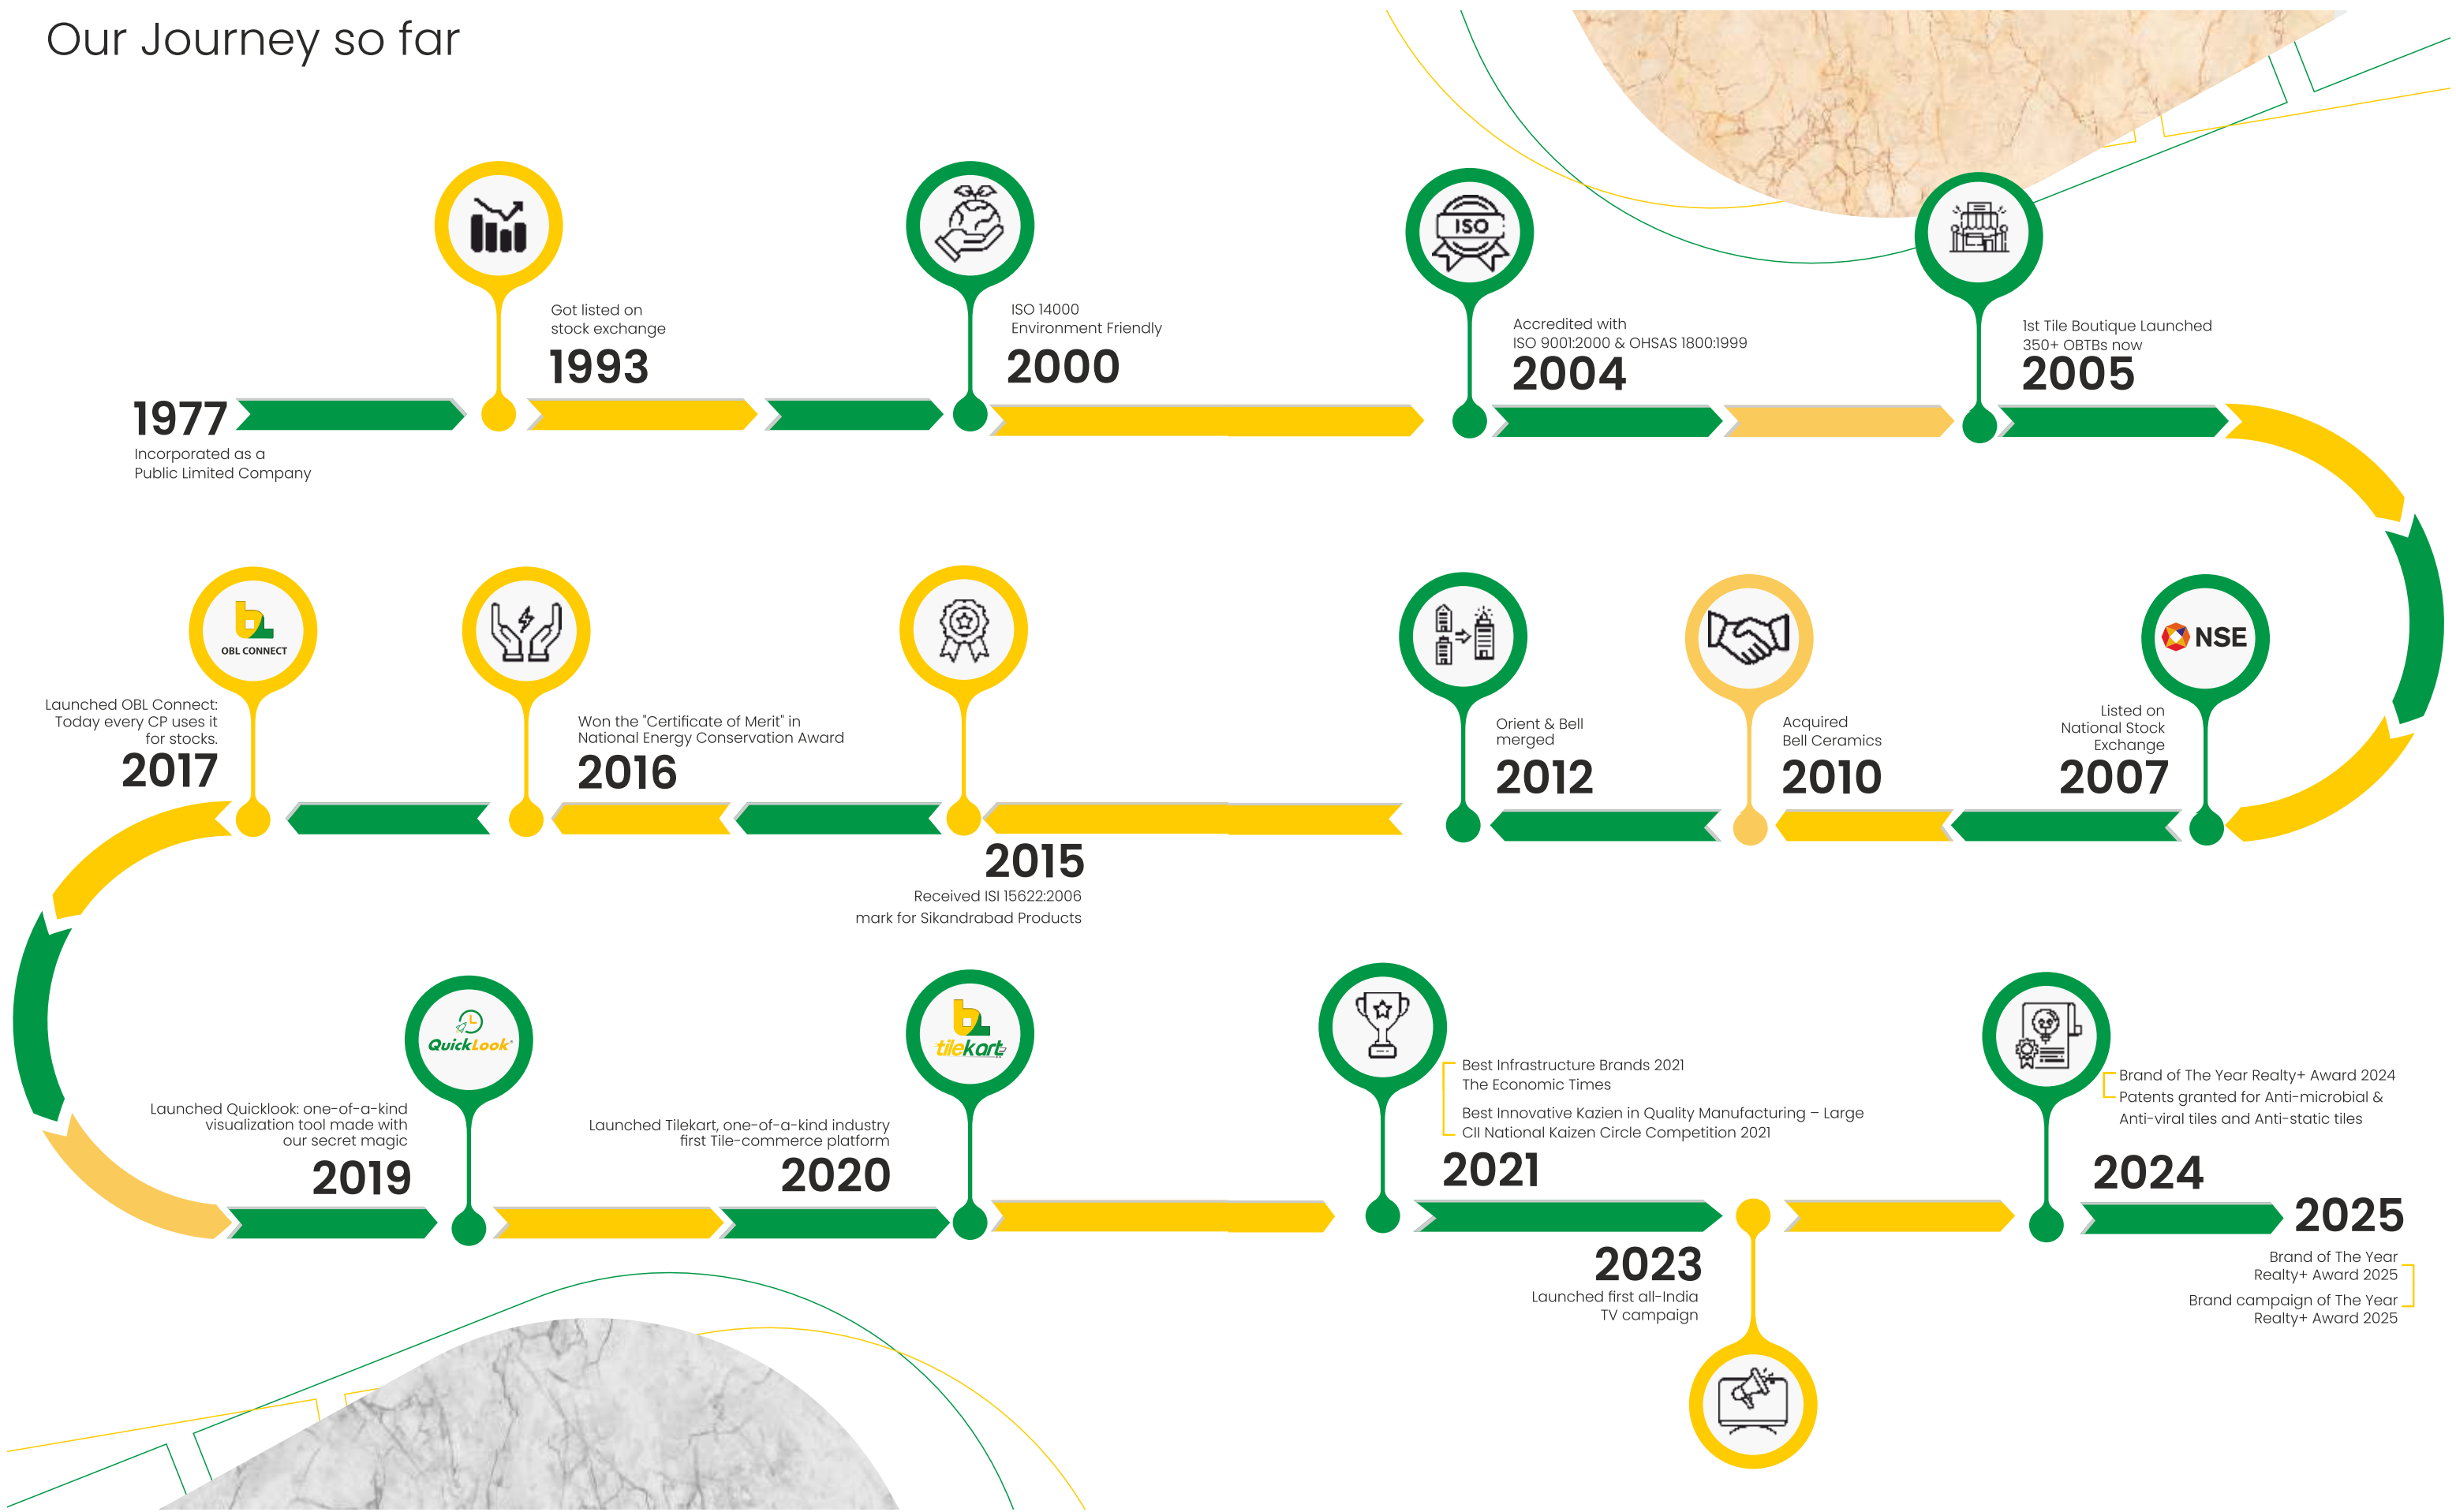 Our Journey so far
1977
Incorporated as a
Public Limited Company
Got listed on
stock exchange
1993
ISO 14000
Environment Friendly
2000
ISO
Accredited with
ISO 9001:2000 & OHSAS 1800:1999
2004
1st Tile Boutique Launched
350+ OBTBs now
2005
NSE
Listed on
National Stock
Exchange
2007
Acquired
Bell Ceramics
2010
Orient & Bell
merged
2012
2015
Received ISI 15622:2006
mark for Sikandrabad Products
Won the "Certificate of Merit" in
National Energy Conservation Award
2016
bL
OBL CONNECT
Launched OBL Connect:
Today every CP uses it
for stocks.
2017
QuickLook
Launched Quicklook: one-of-a-kind
visualization tool made with
our secret magic
2019
bL
tilekart
Launched Tilekart, one-of-a-kind industry
first Tile-commerce platform
2020
Best Infrastructure Brands 2021
The Economic Times
Best Innovative Kazien in Quality Manufacturing – Large
CII National Kaizen Circle Competition 2021
2021
2023
Launched first all-India
TV campaign
Brand of The Year Realty+ Award 2024
Patents granted for Anti-microbial &
Anti-viral tiles and Anti-static tiles
2024
2025
Brand of The Year
Realty+ Award 2025
Brand campaign of The Year
Realty+ Award 2025